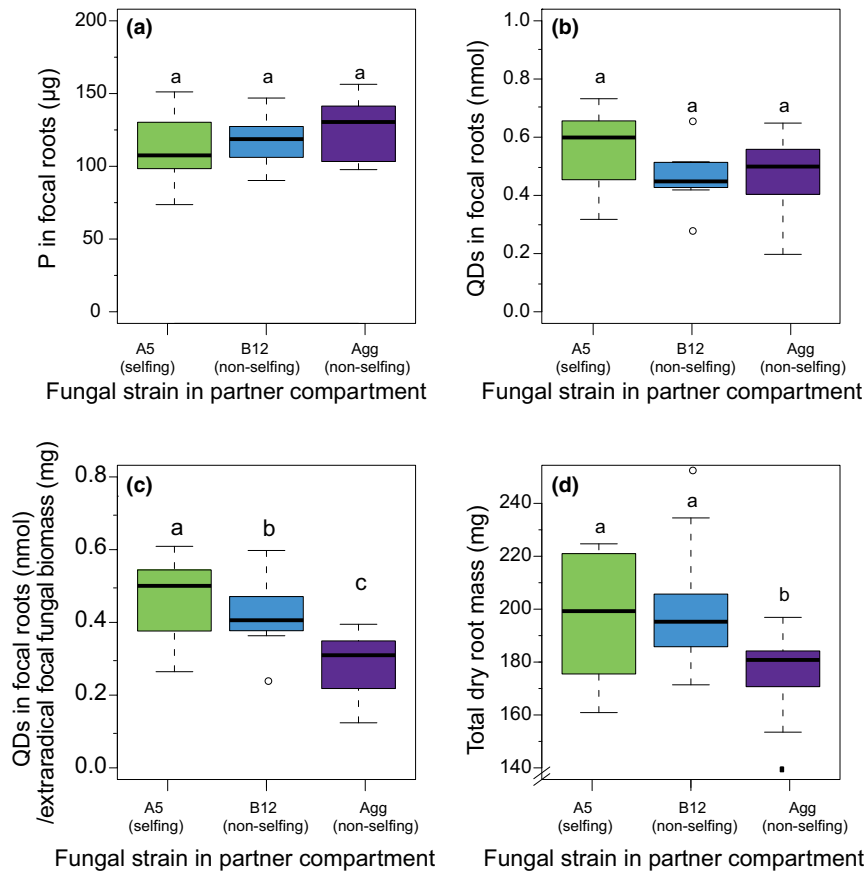 (a)
200
150
100
50
0
P in focal roots (µg)
a a a
A5 B12 Agg
(selfing) (non-selfing) (non-selfing)
Fungal strain in partner compartment
(b)
1.0
0.8
0.6
0.4
0.2
0.0
QDs in focal roots (nmol)
a a a
A5 B12 Agg
(selfing) (non-selfing) (non-selfing)
Fungal strain in partner compartment
(c)
0.8
0.6
0.4
0.2
0.0
QDs in focal roots (nmol)
/extraradical focal fungal biomass (mg)
a b c
A5 B12 Agg
(selfing) (non-selfing) (non-selfing)
Fungal strain in partner compartment
(d)
240
220
200
180
160
140
Total dry root mass (mg)
a a b
A5 B12 Agg
(selfing) (non-selfing) (non-selfing)
Fungal strain in partner compartment